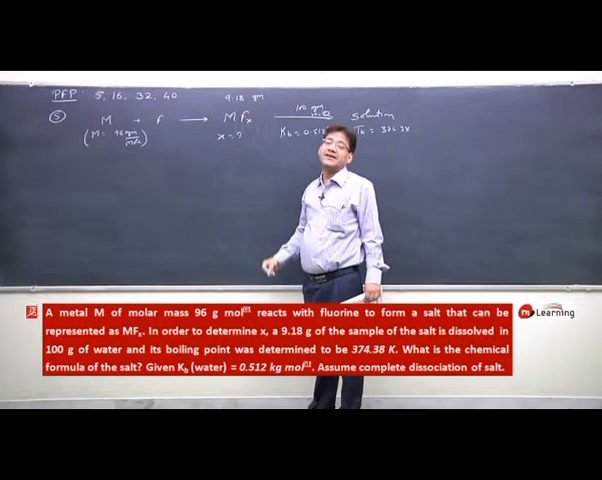 PFP 5, 16, 32, 40 9.18 gm
5 M + F → M Fx 100 gm H2O solution
(M = 96 gm/mole) x = ? Kb = 0.512 Tb = 374.38
A metal M of molar mass 96 g mol⁻¹ reacts with fluorine to form a salt that can be
represented as MFx. In order to determine x, a 9.18 g of the sample of the salt is dissolved in
100 g of water and its boiling point was determined to be 374.38 K. What is the chemical
formula of the salt? Given Kb (water) = 0.512 kg mol⁻¹. Assume complete dissociation of salt.
Learning